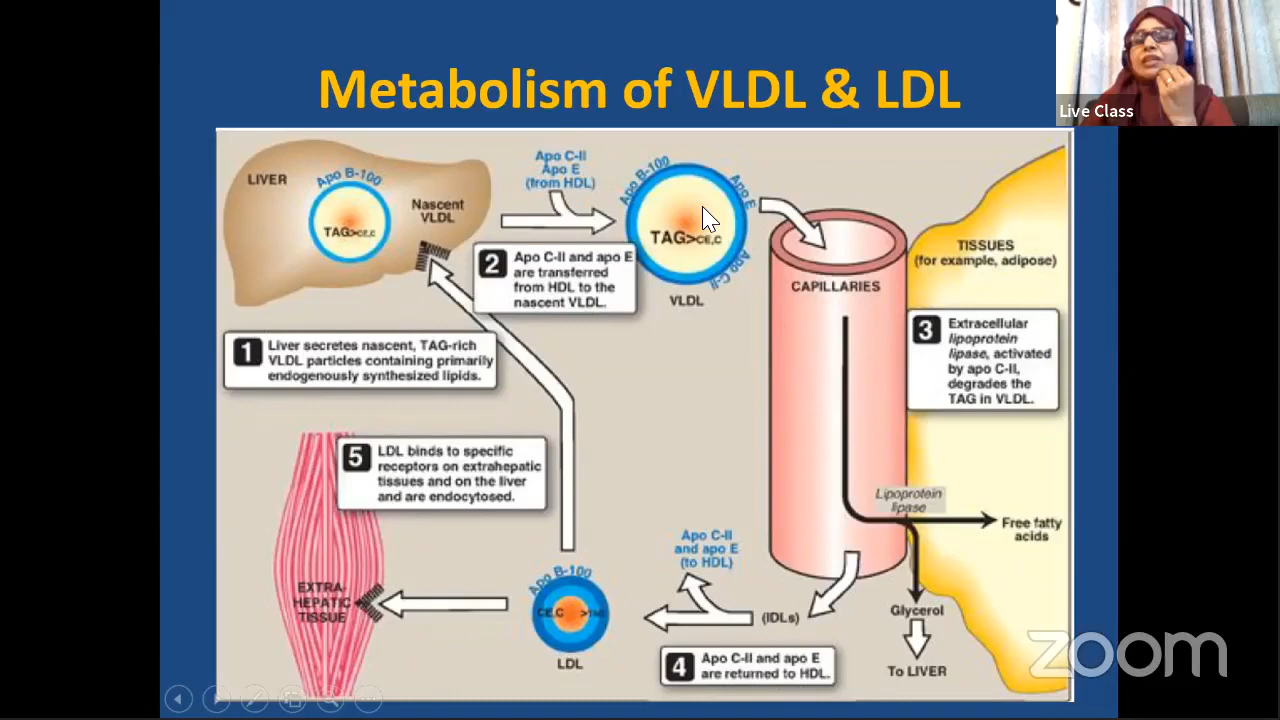 Metabolism of VLDL & LDL
Live Class
LIVER
Apo B-100
TAG>CE,C
Nascent
VLDL
Apo C-II
Apo E
(from HDL)
Apo B-100
Apo E
Apo C-II
TAG>CE,C
VLDL
2
Apo C-II and apo E
are transferred
from HDL to the
nascent VLDL.
CAPILLARIES
TISSUES
(for example, adipose)
1
Liver secretes nascent, TAG-rich
VLDL particles containing primarily
endogenously synthesized lipids.
3
Extracellular
lipoprotein
lipase, activated
by apo C-II,
degrades the
TAG in VLDL.
5
LDL binds to specific
receptors on extrahepatic
tissues and on the liver
and are endocytosed.
Lipoprotein
lipase
Free fatty
acids
Glycerol
To LIVER
Apo C-II
and apo E
(to HDL)
(IDLs)
Apo B-100
CE,C >TAG
LDL
EXTRA-
HEPATIC
TISSUE
4
Apo C-II and apo E
are returned to HDL.
zoom